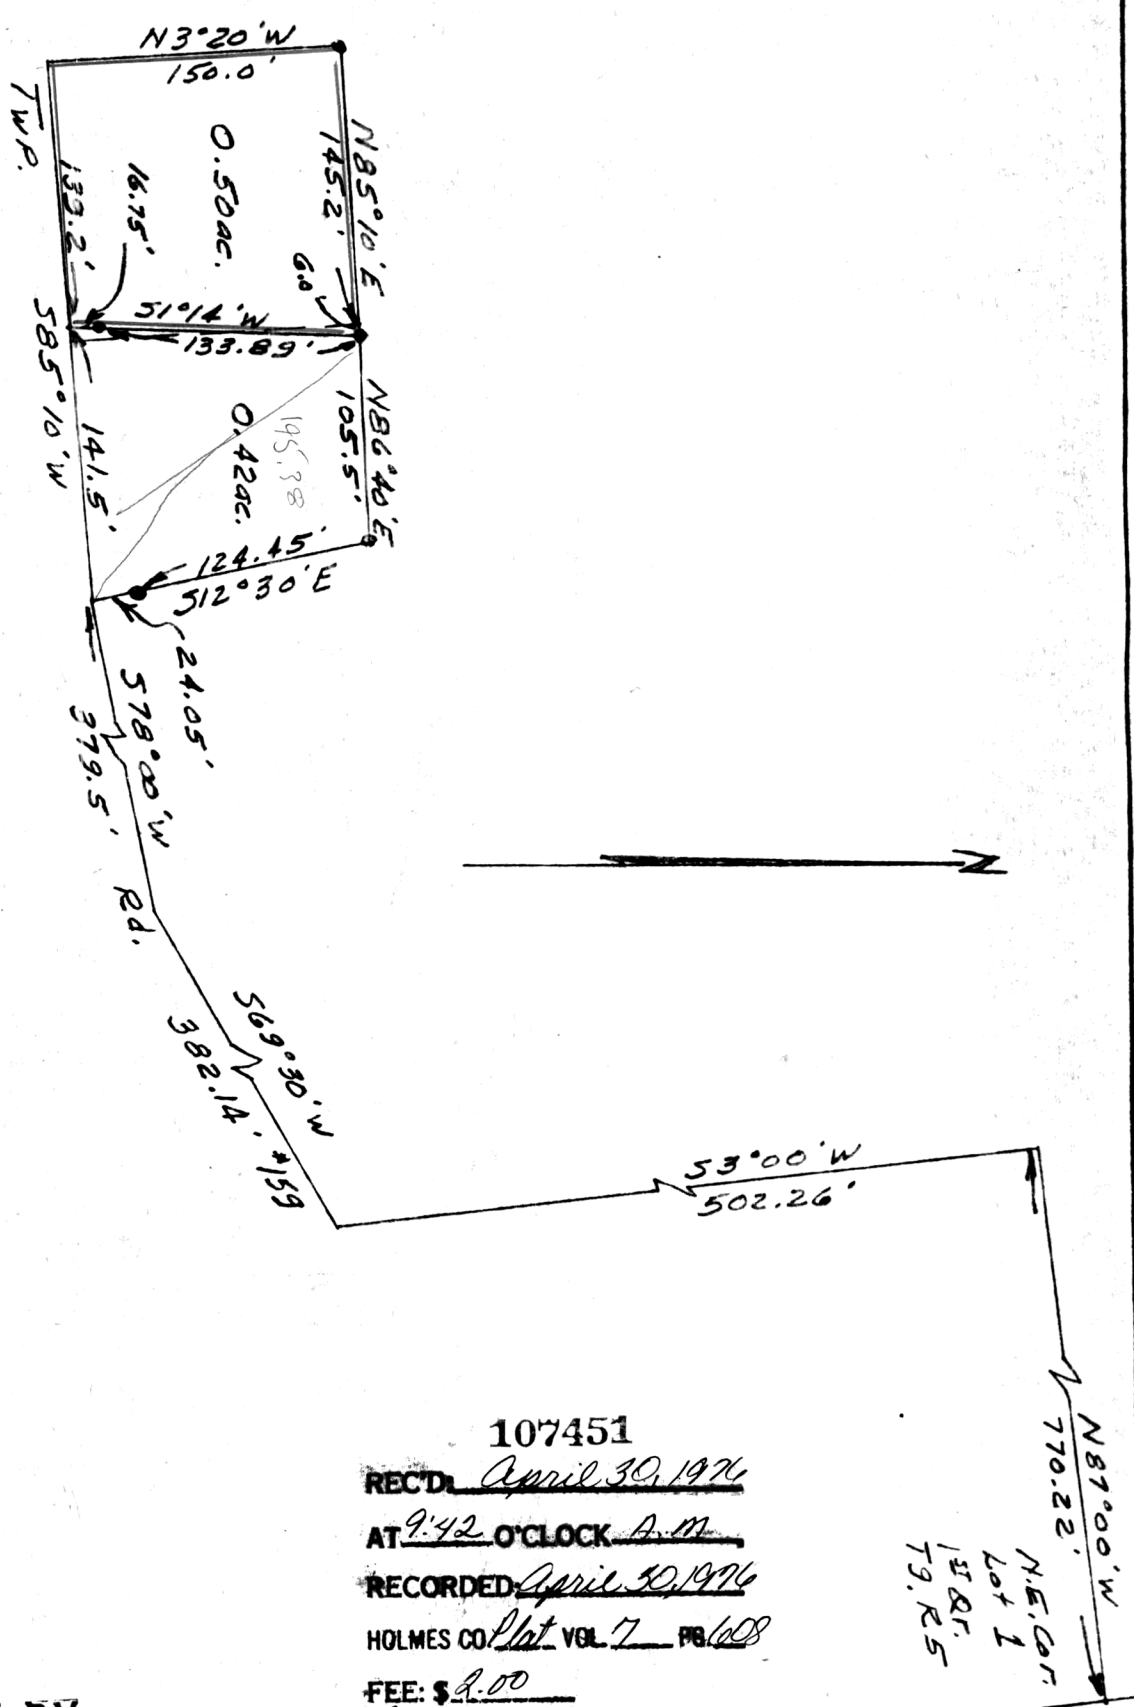 N3°20'W
150.0'
N85°10'E
145.2'
0.50ac.
16.75'
6.0
TWP.
139.2'
S1°14'W
133.89'
S85°10'W
141.5'
N86°40'E
105.5'
195.38
0.42ac.
124.45'
S12°30'E
24.05'
S78°00'W
379.5'
Rd.
S69°30'W
382.14'
#159
S3°00'W
502.26'
N
N87°00'W
770.22'
N.E. Cor.
Lot 1
1st Qr.
T9, R5
107451
REC'D: April 30, 1976
AT 9:42 O'CLOCK A.M.
RECORDED: April 30, 1976
HOLMES CO Plat VOL 7 PG 608
FEE: $ 2.00